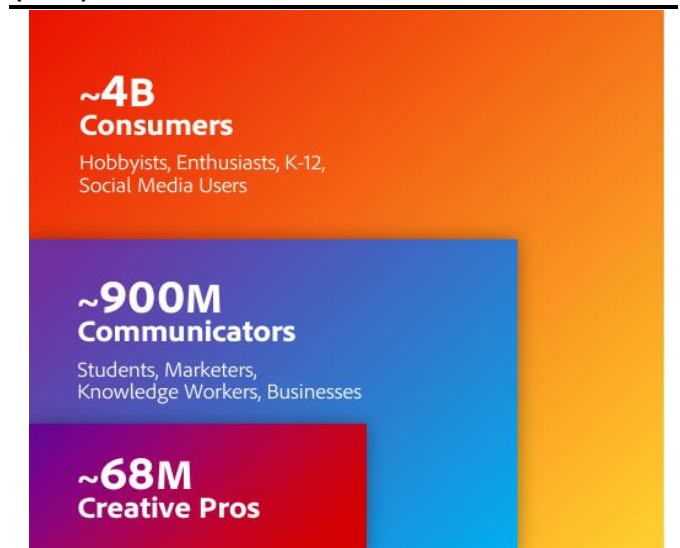 ~4B
Consumers
Hobbyists, Enthusiasts, K-12,
Social Media Users
~900M
Communicators
Students, Marketers,
Knowledge Workers, Businesses
~68M
Creative Pros